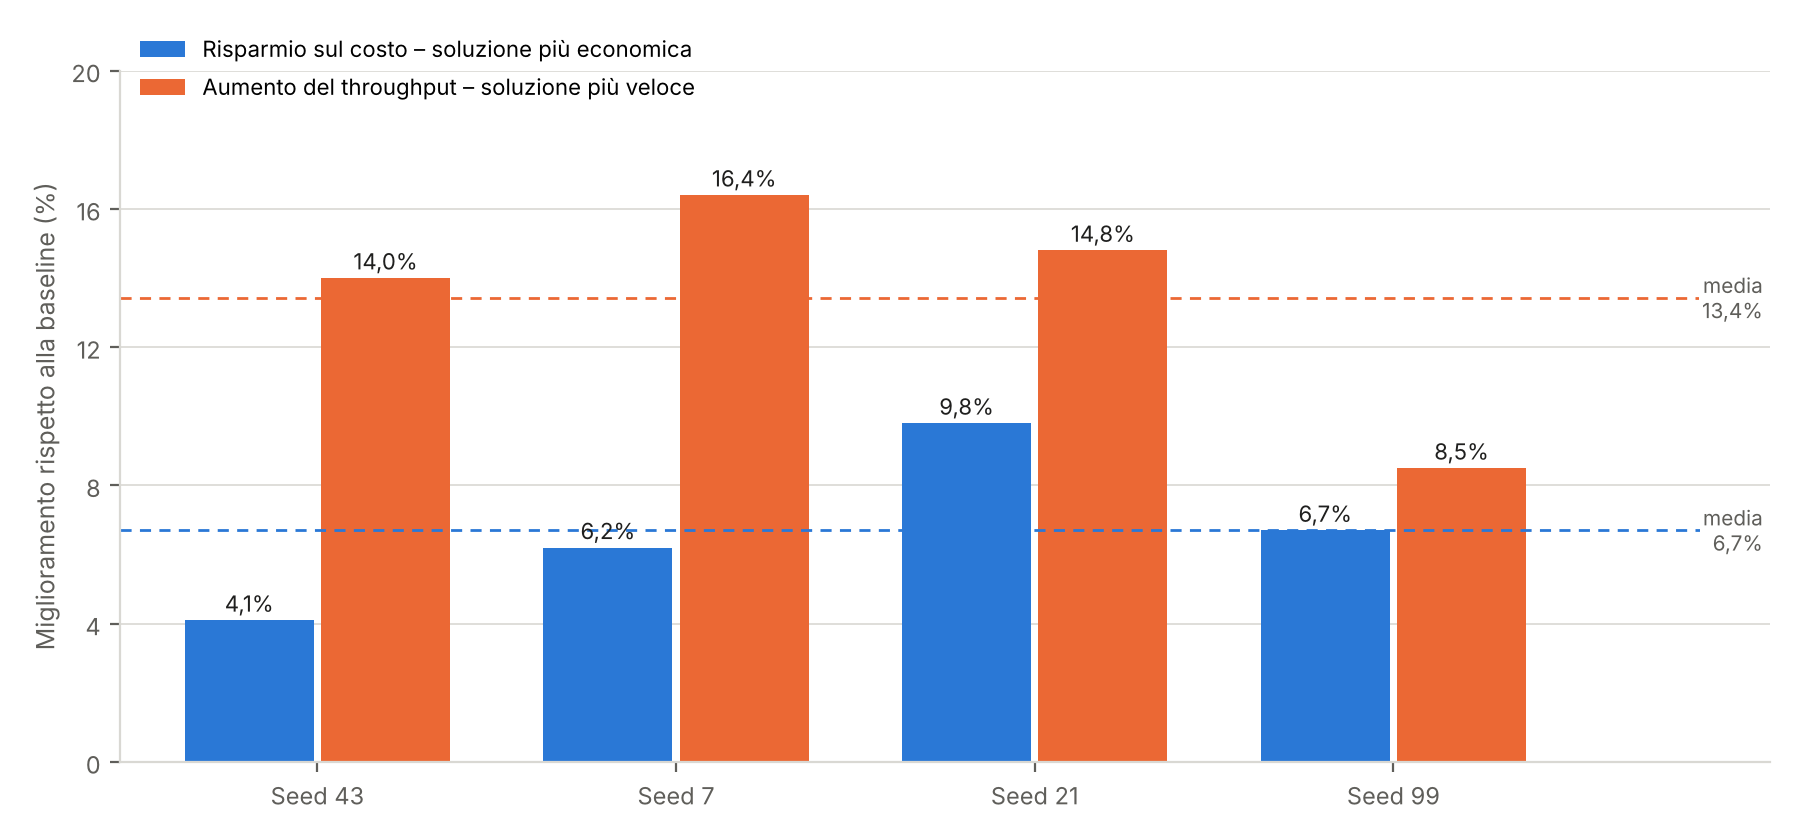 Risparmio sul costo – soluzione più economica
Aumento del throughput – soluzione più veloce
Miglioramento rispetto alla baseline (%)
20
16
12
8
4
0
4,1%
14,0%
6,2%
16,4%
9,8%
14,8%
6,7%
8,5%
media
13,4%
media
6,7%
Seed 43
Seed 7
Seed 21
Seed 99